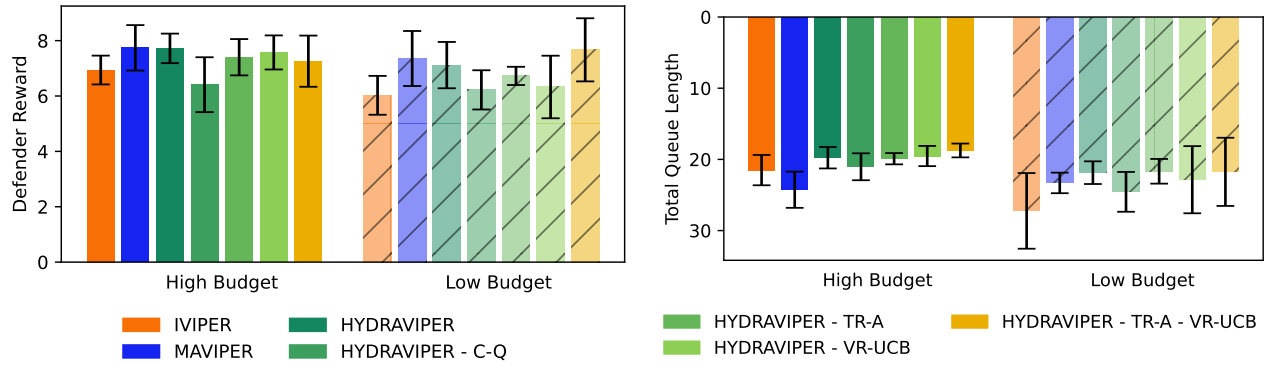 Defender Reward
8
6
4
2
0
High Budget
Low Budget
IVIPER
MAVIPER
HYDRAVIPER
HYDRAVIPER - C-Q
Total Queue Length
0
10
20
30
High Budget
Low Budget
HYDRAVIPER - TR-A
HYDRAVIPER - VR-UCB
HYDRAVIPER - TR-A - VR-UCB